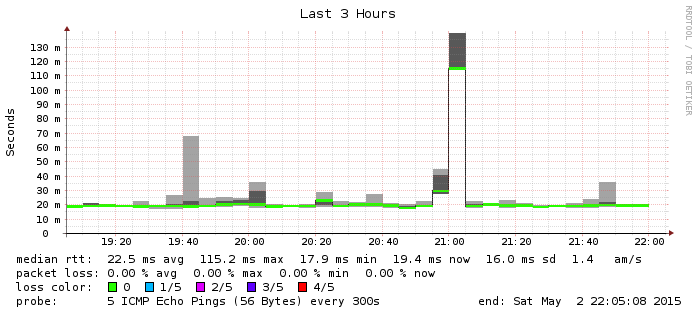 Last 3 Hours
RRDTOOL / TOBI OETIKER
Seconds
130 m
120 m
110 m
100 m
90 m
80 m
70 m
60 m
50 m
40 m
30 m
20 m
10 m
0
19:20 19:40 20:00 20:20 20:40 21:00 21:20 21:40 22:00
median rtt: 22.5 ms avg 115.2 ms max 17.9 ms min 19.4 ms now 16.0 ms sd 1.4 am/s
packet loss: 0.00 % avg 0.00 % max 0.00 % min 0.00 % now
loss color: 0 1/5 2/5 3/5 4/5
probe: 5 ICMP Echo Pings (56 Bytes) every 300s end: Sat May 2 22:05:08 2015